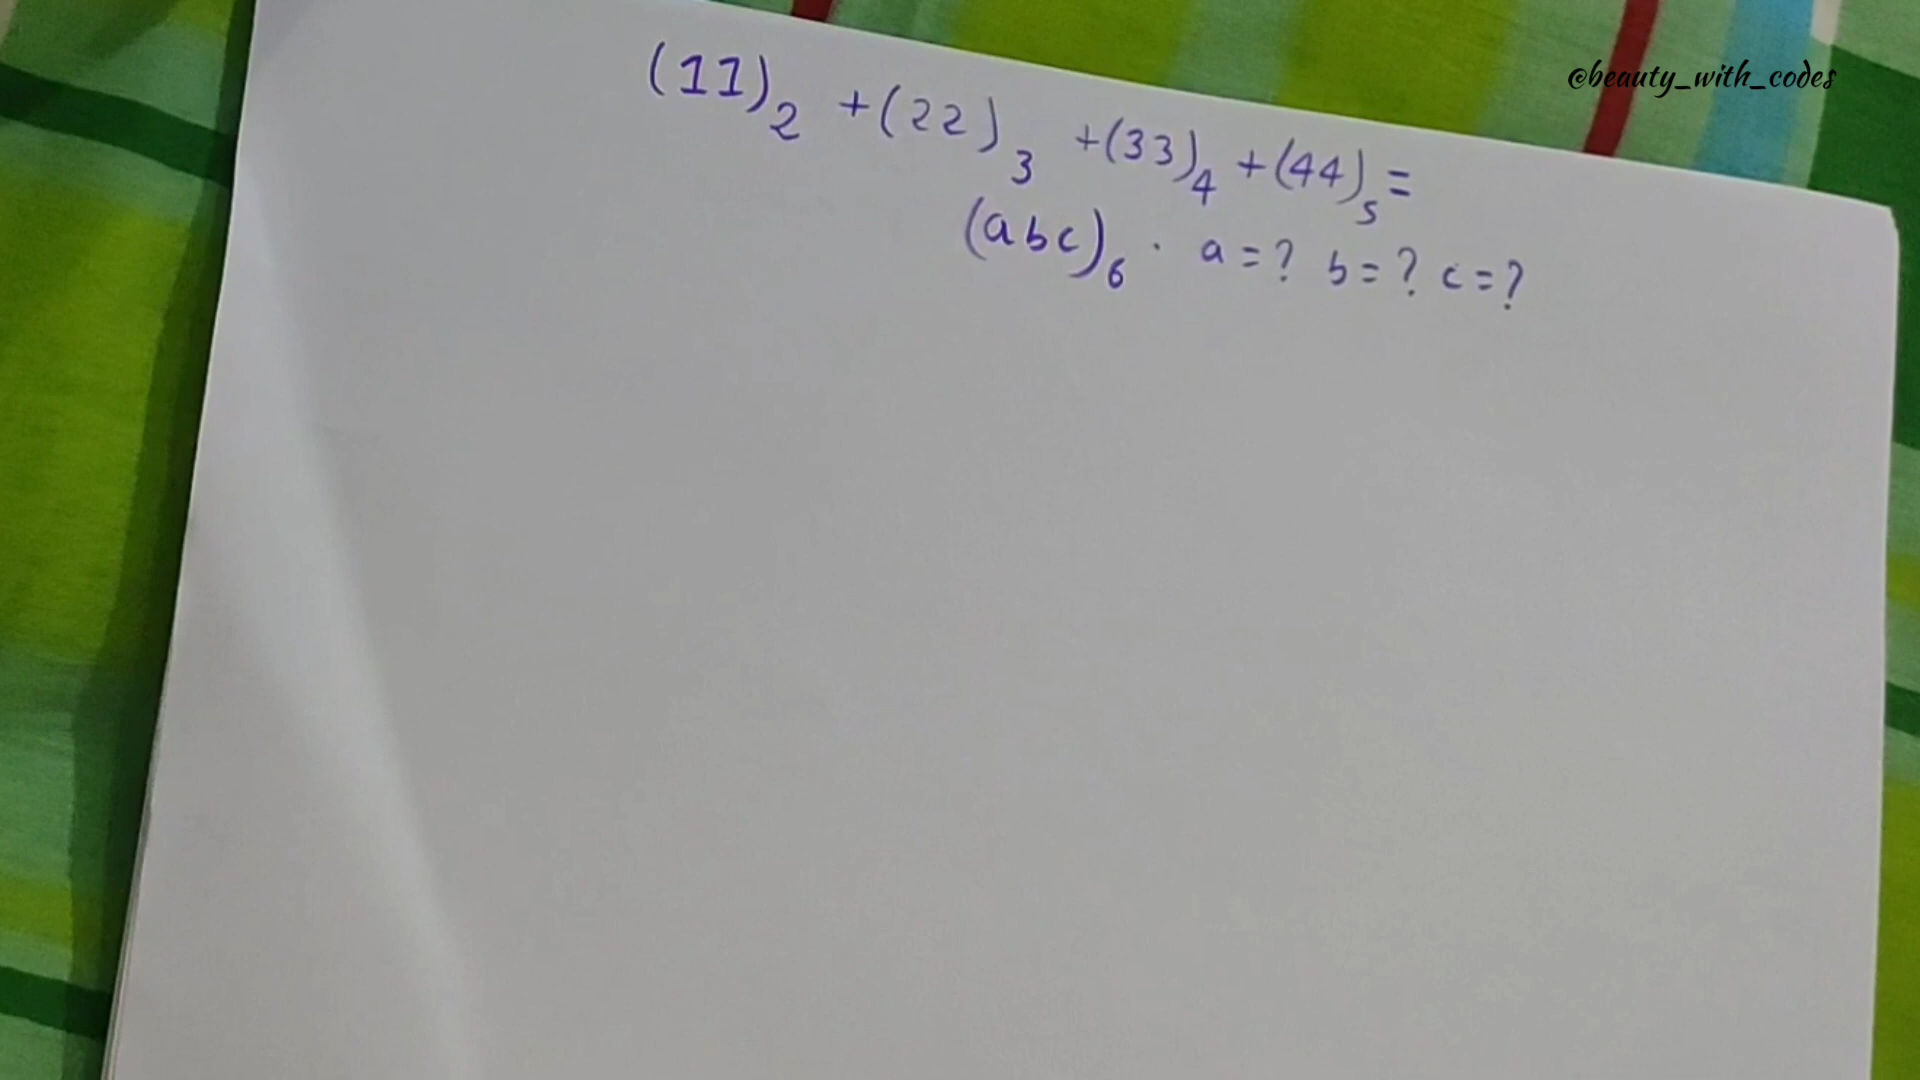 @beauty_with_codes
(11)₂ + (22)₃ + (33)₄ + (44)₅ =
(abc)₆ . a = ? b = ? c = ?